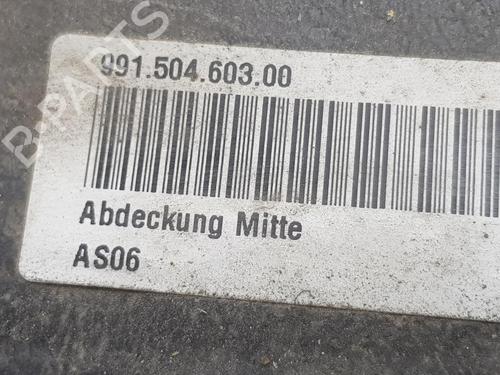 991.504.603.00
Abdeckung Mitte
AS06
B-PARTS